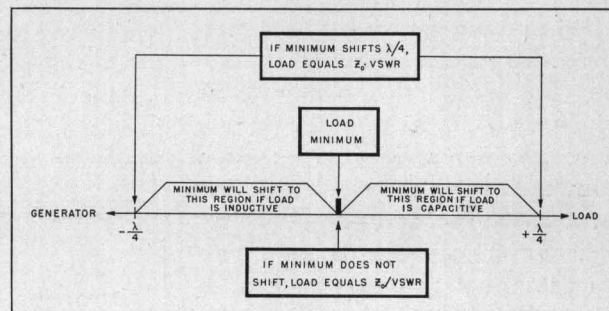 IF MINIMUM SHIFTS λ/4,
LOAD EQUALS Z₀·VSWR
LOAD
MINIMUM
MINIMUM WILL SHIFT TO
THIS REGION IF LOAD
IS INDUCTIVE
MINIMUM WILL SHIFT TO
THIS REGION IF LOAD
IS CAPACITIVE
GENERATOR
LOAD
-λ/4
+λ/4
IF MINIMUM DOES NOT
SHIFT, LOAD EQUALS Z₀/VSWR